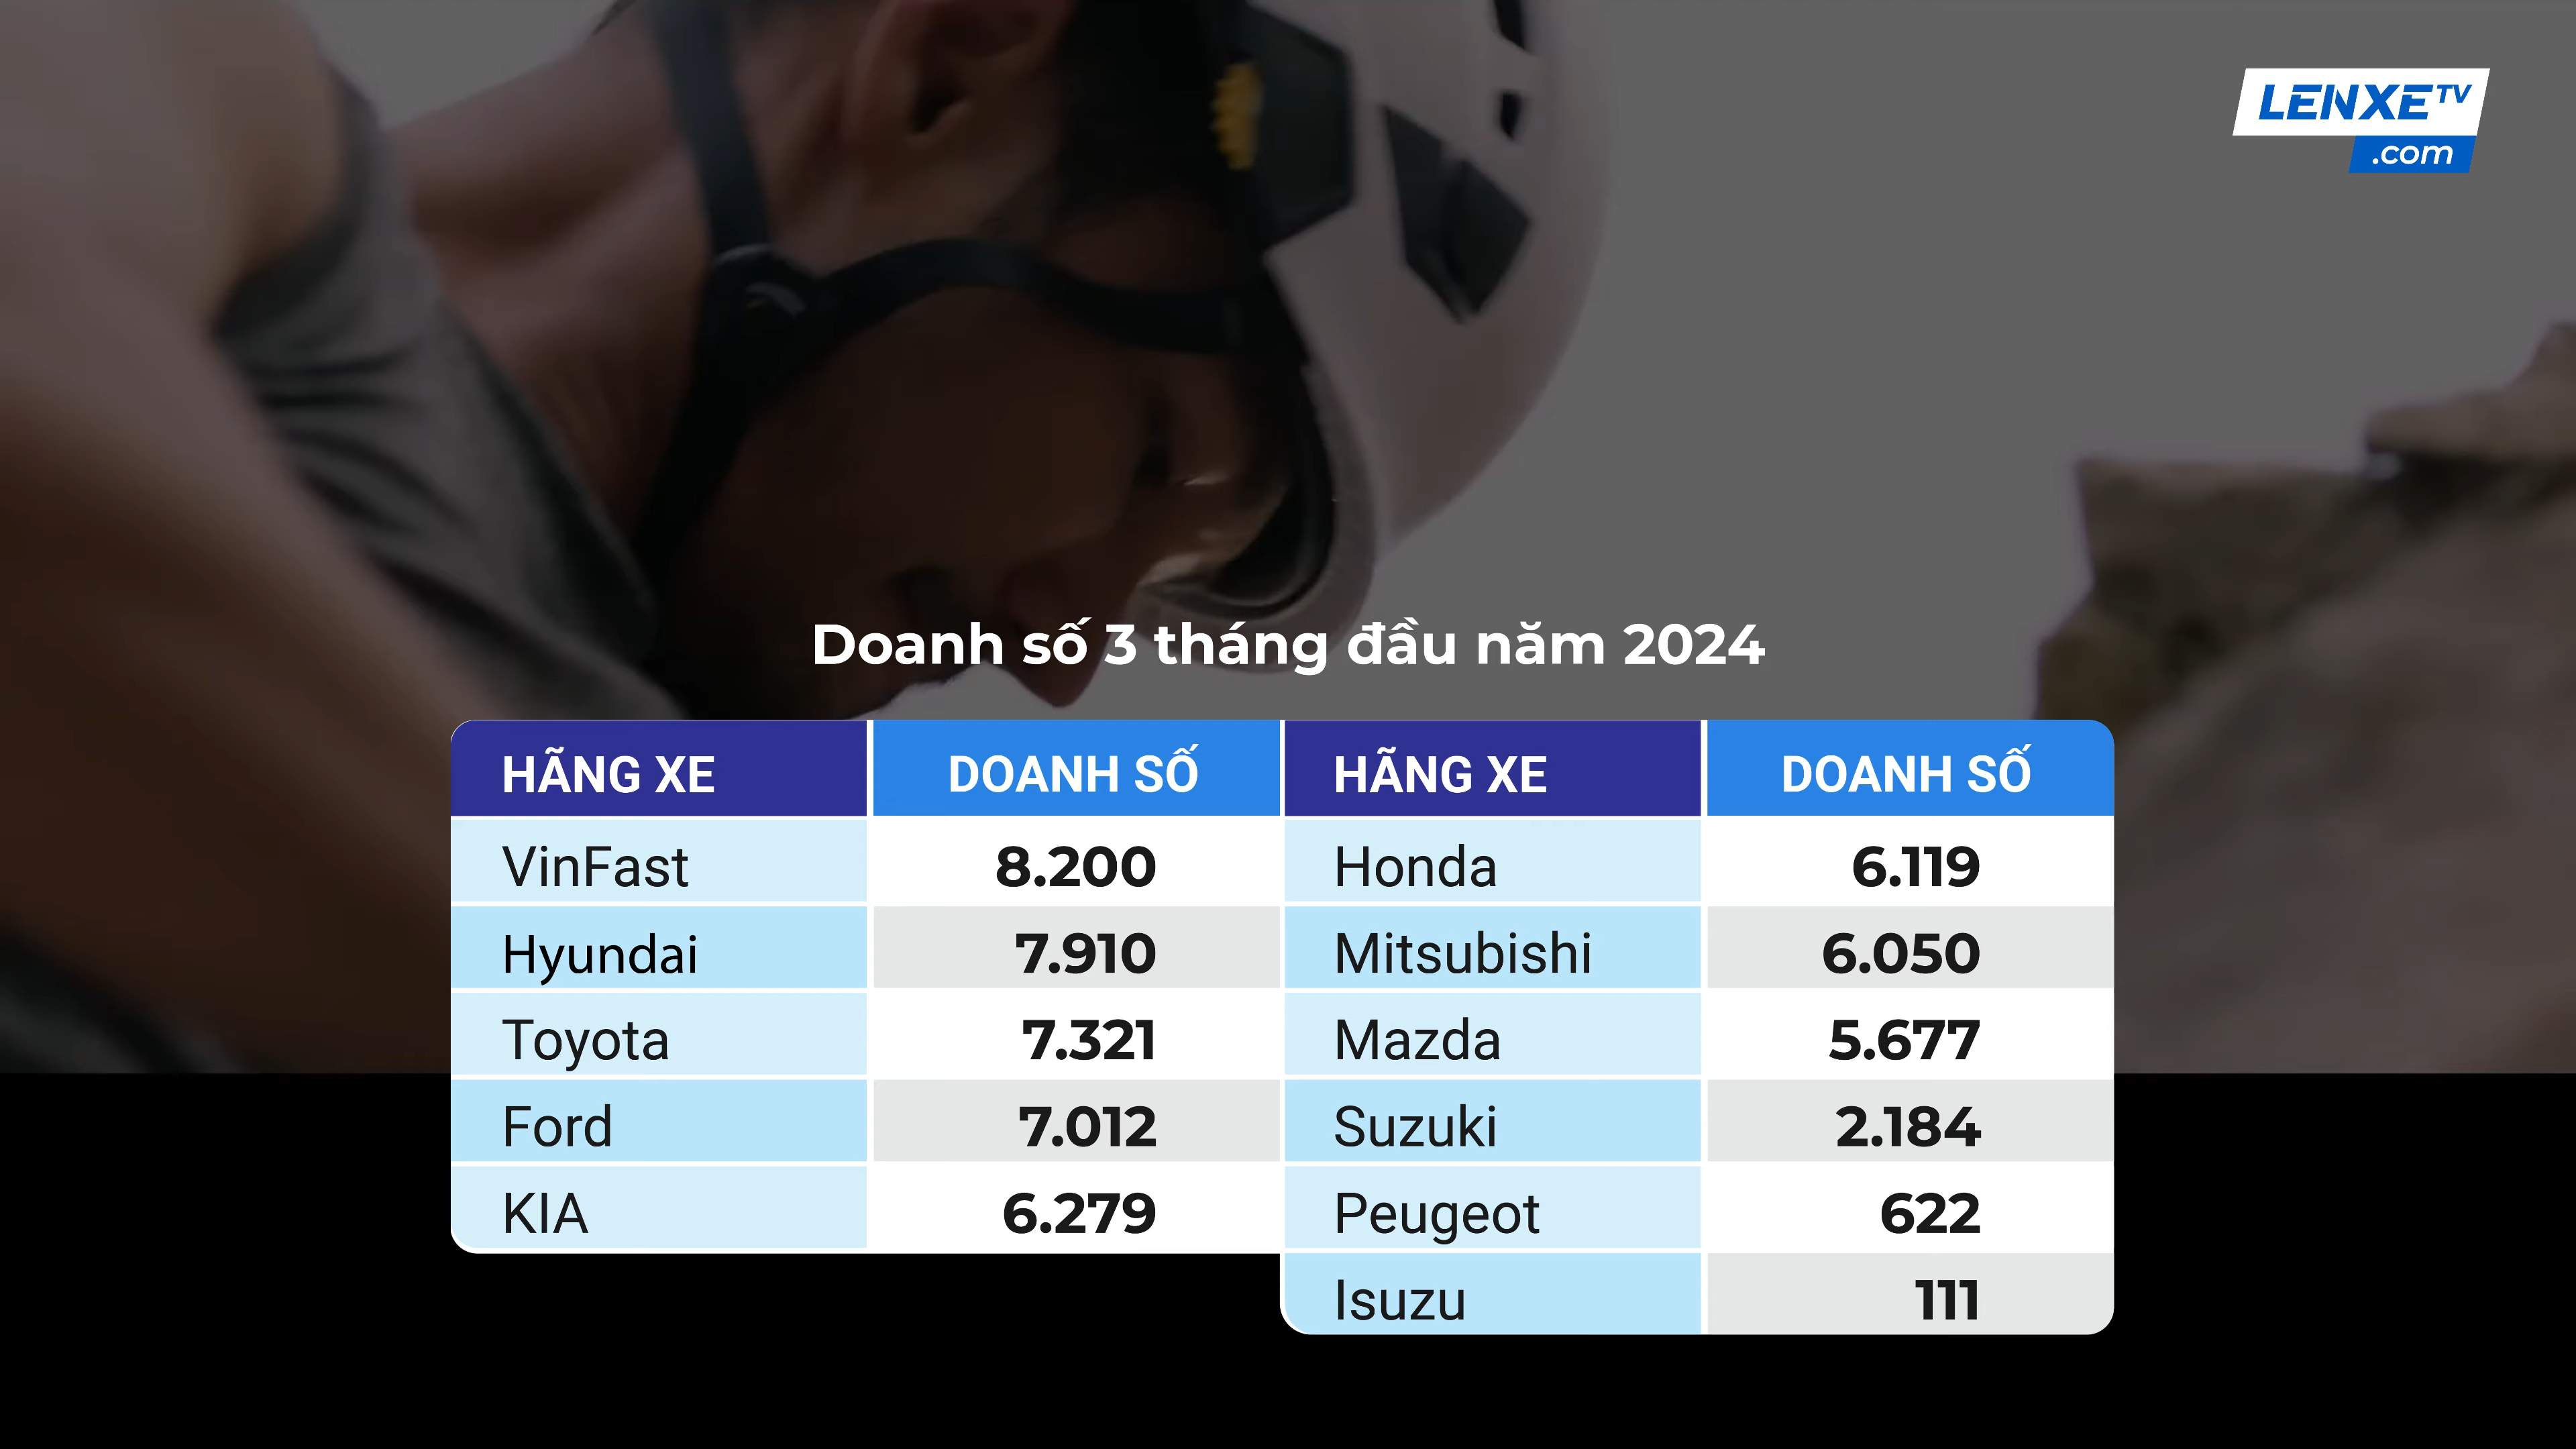 LENXE TV
.com
Doanh số 3 tháng đầu năm 2024
HÃNG XE DOANH SỐ HÃNG XE DOANH SỐ
VinFast 8.200 Honda 6.119
Hyundai 7.910 Mitsubishi 6.050
Toyota 7.321 Mazda 5.677
Ford 7.012 Suzuki 2.184
KIA 6.279 Peugeot 622
Isuzu 111